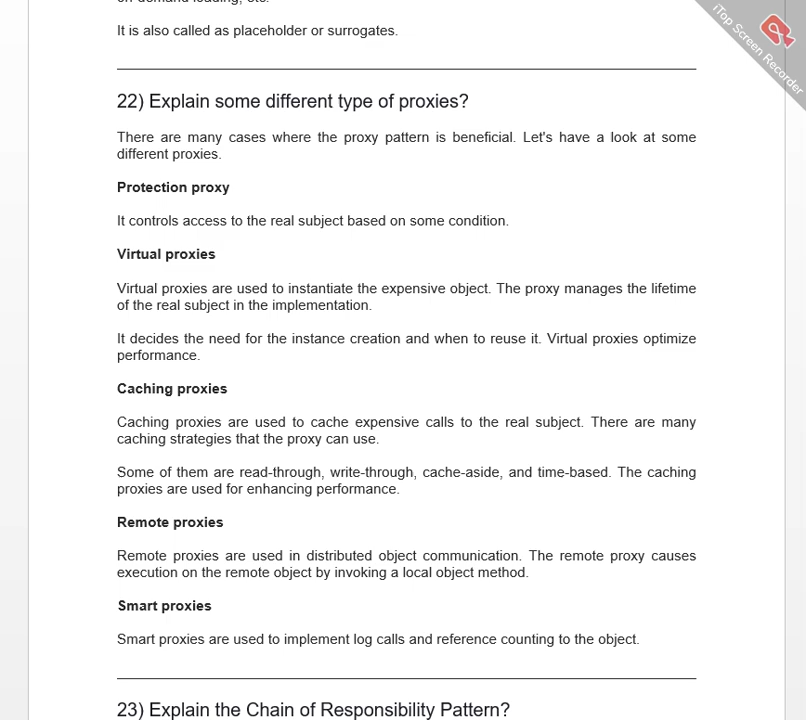 It is also called as placeholder or surrogates.
22) Explain some different type of proxies?
There are many cases where the proxy pattern is beneficial. Let's have a look at some
different proxies.
Protection proxy
It controls access to the real subject based on some condition.
Virtual proxies
Virtual proxies are used to instantiate the expensive object. The proxy manages the lifetime
of the real subject in the implementation.
It decides the need for the instance creation and when to reuse it. Virtual proxies optimize
performance.
Caching proxies
Caching proxies are used to cache expensive calls to the real subject. There are many
caching strategies that the proxy can use.
Some of them are read-through, write-through, cache-aside, and time-based. The caching
proxies are used for enhancing performance.
Remote proxies
Remote proxies are used in distributed object communication. The remote proxy causes
execution on the remote object by invoking a local object method.
Smart proxies
Smart proxies are used to implement log calls and reference counting to the object.
23) Explain the Chain of Responsibility Pattern?
iTop Screen Recorder